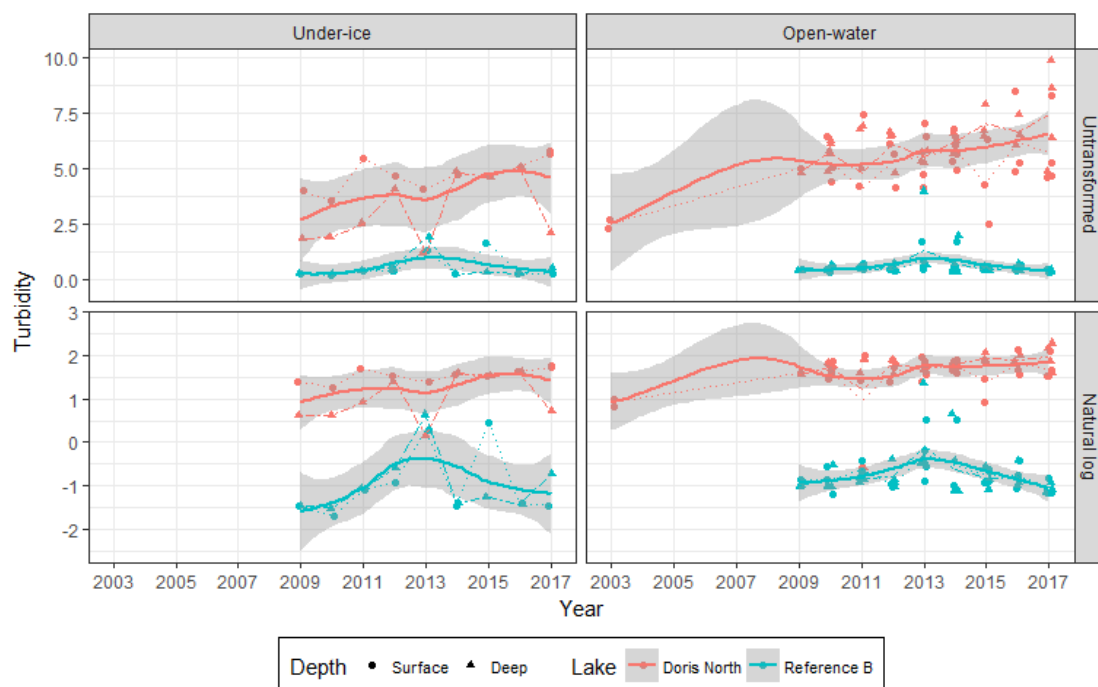 Under-ice Open-water
10.0
7.5
5.0
2.5
0.0
Untransformed
Turbidity
3
2
1
0
-1
-2
Natural log
2003 2005 2007 2009 2011 2013 2015 2017 2003 2005 2007 2009 2011 2013 2015 2017
Year
Depth Surface Deep Lake Doris North Reference B